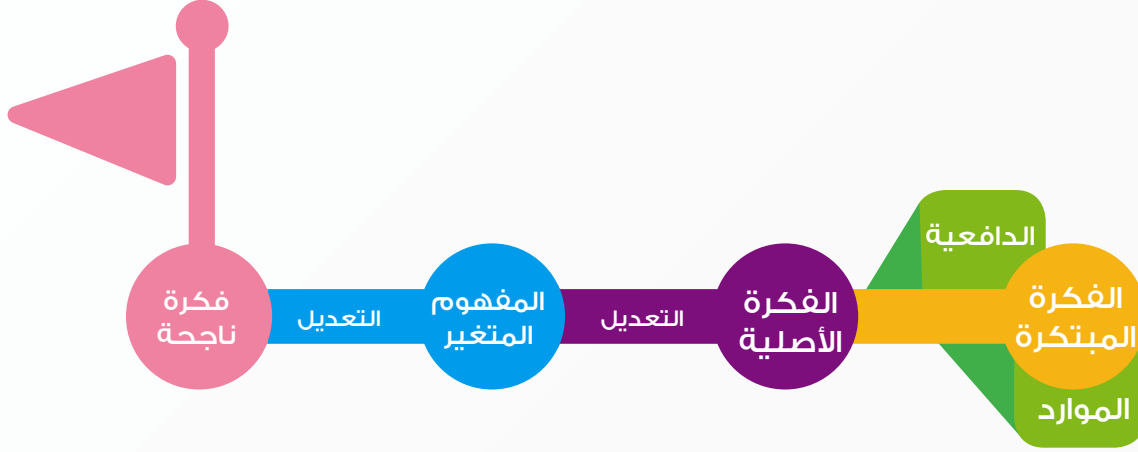 الدافعية
الفكرة
المبتكرة
الموارد
الفكرة
الأصلية
التعديل
المفهوم
المتغير
التعديل
فكرة
ناجحة